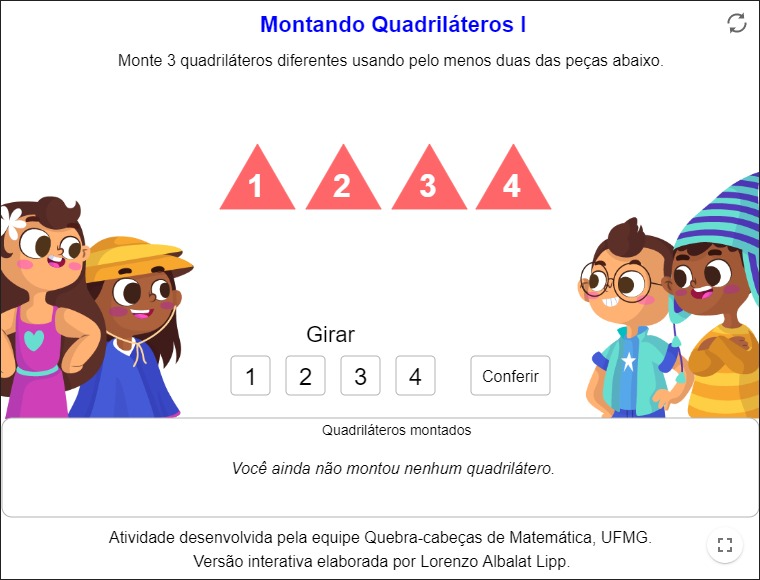 Montando Quadriláteros I
Monte 3 quadriláteros diferentes usando pelo menos duas das peças abaixo.
1 2 3 4
Girar
1 2 3 4 Conferir
Quadriláteros montados
Você ainda não montou nenhum quadrilátero.
Atividade desenvolvida pela equipe Quebra-cabeças de Matemática, UFMG.
Versão interativa elaborada por Lorenzo Albalat Lipp.